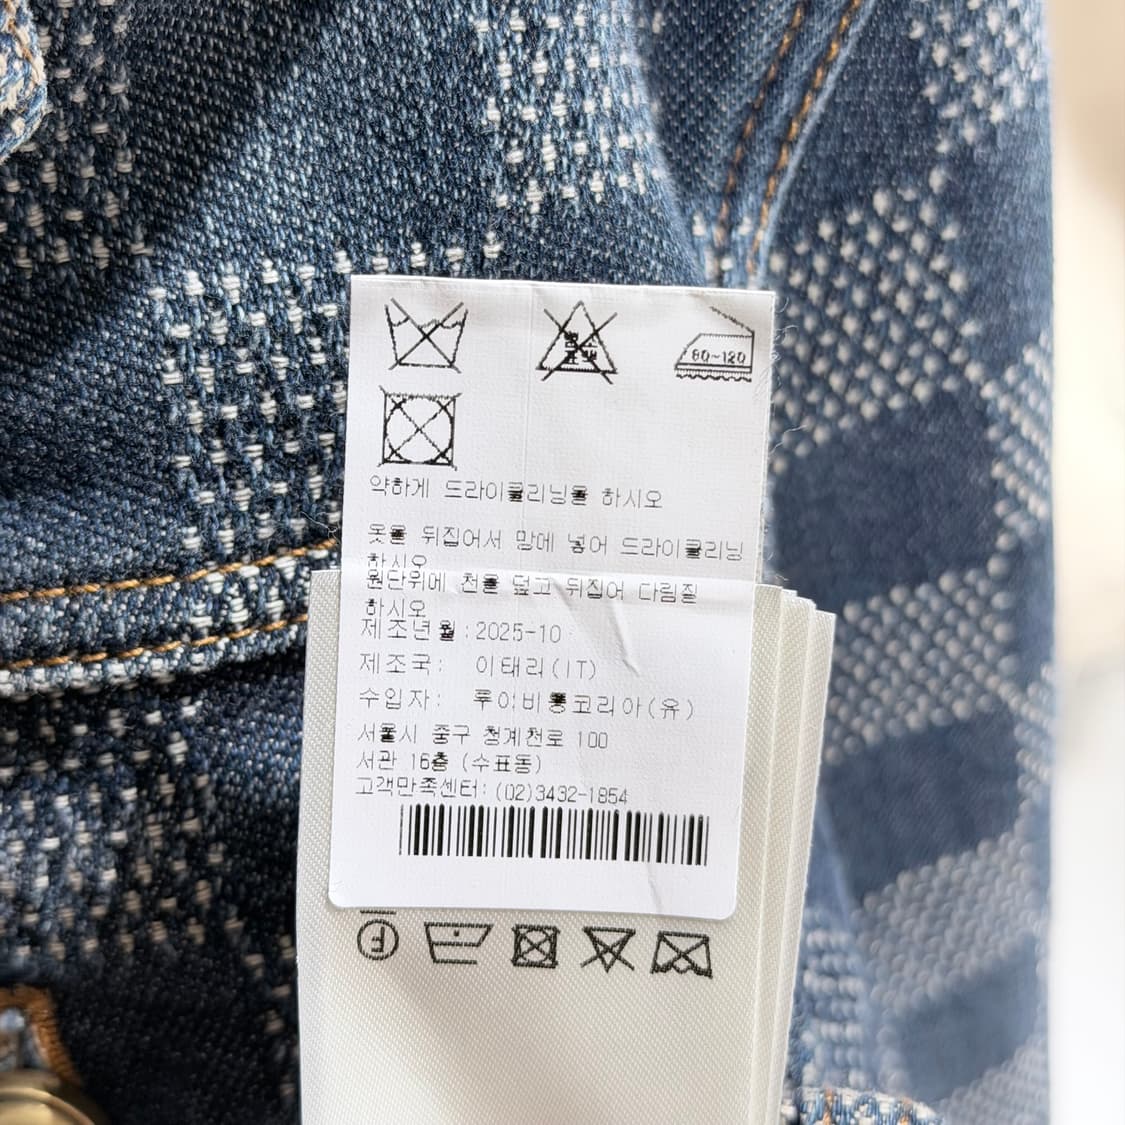 염소
표백
80~120
약하게 드라이클리닝을 하시오
옷을 뒤집어서 망에 넣어 드라이클리닝
하시오
원단위에 천을 덮고 뒤집어 다림질
하시오
제조년월:2025-10
제조국: 이태리(IT)
수입자: 루이비통코리아(유)
서울시 중구 청계천로 100
서관 16층 (수표동)
고객만족센터:(02)3432-1854
F